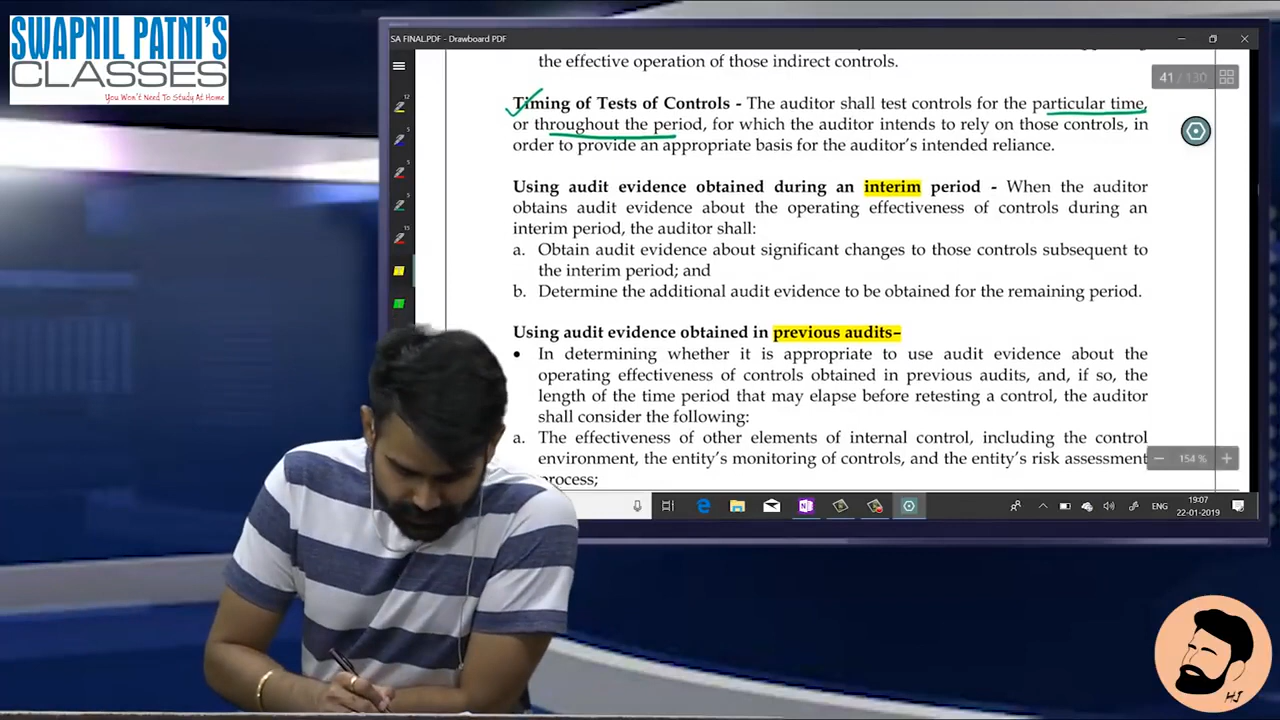 SWAPNIL PATNI'S
CLASSES
You Won't Need To Study At Home
SA FINAL.PDF - Drawboard PDF
the effective operation of those indirect controls.
41 / 130
Timing of Tests of Controls - The auditor shall test controls for the particular time,
or throughout the period, for which the auditor intends to rely on those controls, in
order to provide an appropriate basis for the auditor's intended reliance.
Using audit evidence obtained during an interim period - When the auditor
obtains audit evidence about the operating effectiveness of controls during an
interim period, the auditor shall:
a. Obtain audit evidence about significant changes to those controls subsequent to
the interim period; and
b. Determine the additional audit evidence to be obtained for the remaining period.
Using audit evidence obtained in previous audits–
• In determining whether it is appropriate to use audit evidence about the
operating effectiveness of controls obtained in previous audits, and, if so, the
length of the time period that may elapse before retesting a control, the auditor
shall consider the following:
a. The effectiveness of other elements of internal control, including the control
environment, the entity's monitoring of controls, and the entity's risk assessment
process;
154 %
ENG
19:07
22-01-2019
HJ